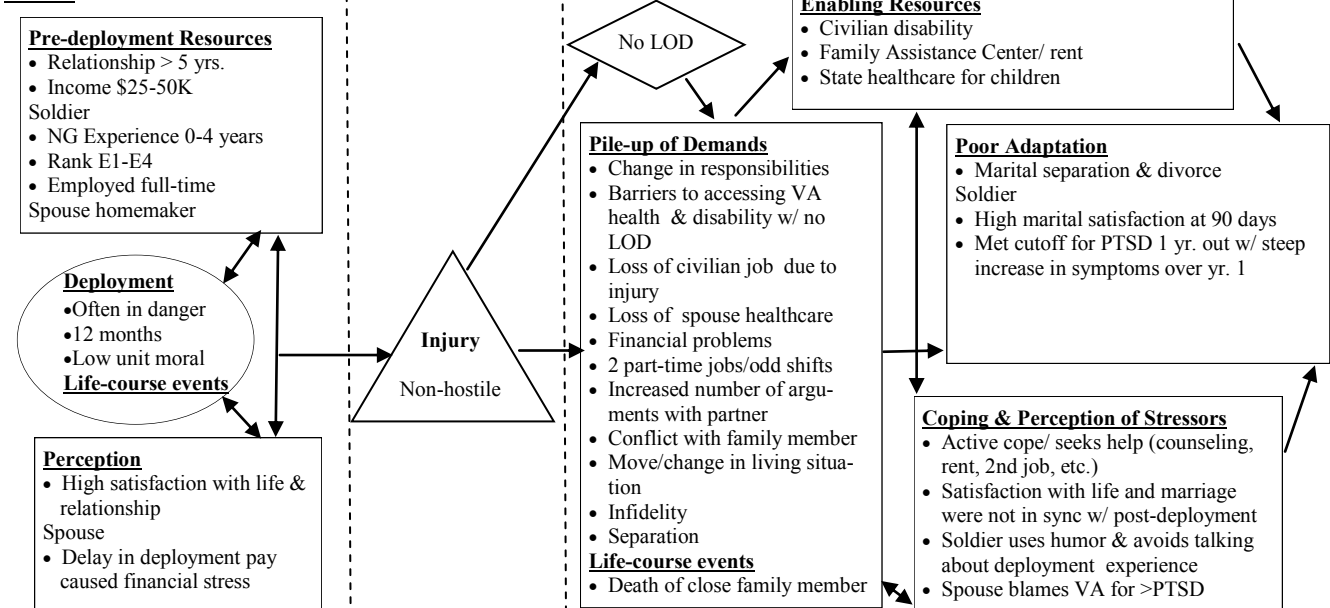 Pre-deployment Resources
• Relationship > 5 yrs.
• Income $25-50K
Soldier
• NG Experience 0-4 years
• Rank E1-E4
• Employed full-time
Spouse homemaker
Deployment
•Often in danger
•12 months
•Low unit moral
Life-course events
Perception
• High satisfaction with life &
relationship
Spouse
• Delay in deployment pay
caused financial stress
Injury
Non-hostile
No LOD
Pile-up of Demands
• Change in responsibilities
• Barriers to accessing VA
health & disability w/ no
LOD
• Loss of civilian job due to
injury
• Loss of spouse healthcare
• Financial problems
• 2 part-time jobs/odd shifts
• Increased number of argu-
ments with partner
• Conflict with family member
• Move/change in living situa-
tion
• Infidelity
• Separation
Life-course events
• Death of close family member
Enabling Resources
• Civilian disability
• Family Assistance Center/ rent
• State healthcare for children
Poor Adaptation
• Marital separation & divorce
Soldier
• High marital satisfaction at 90 days
• Met cutoff for PTSD 1 yr. out w/ steep
increase in symptoms over yr. 1
Coping & Perception of Stressors
• Active cope/ seeks help (counseling,
rent, 2nd job, etc.)
• Satisfaction with life and marriage
were not in sync w/ post-deployment
• Soldier uses humor & avoids talking
about deployment experience
• Spouse blames VA for >PTSD